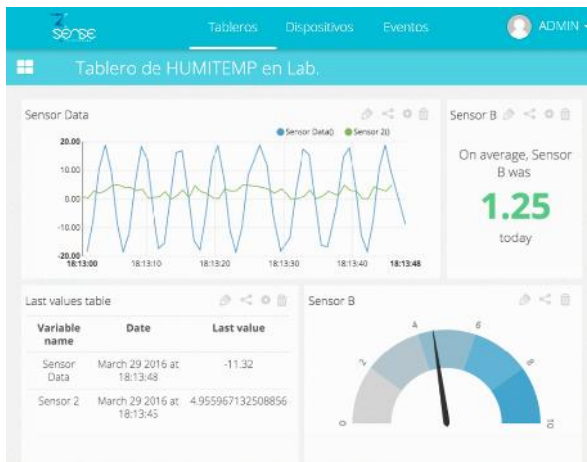 sense
Tableros Dispositivos Eventos ADMIN
Tablero de HUMITEMP en Lab.
Sensor Data
Sensor Data() Sensor 2()
20.00
10.00
0.00
-10.00
-20.00
18:13:00 18:13:10 18:13:20 18:13:30 18:13:40 18:13:48
Sensor B
On average, Sensor
B was
1.25
today
Last values table
Variable name Date Last value
Sensor Data March 29 2016 at 18:13:48 -11.32
Sensor 2 March 29 2016 at 18:13:45 4.955967132508856
Sensor B
0 2 4 6 8 10